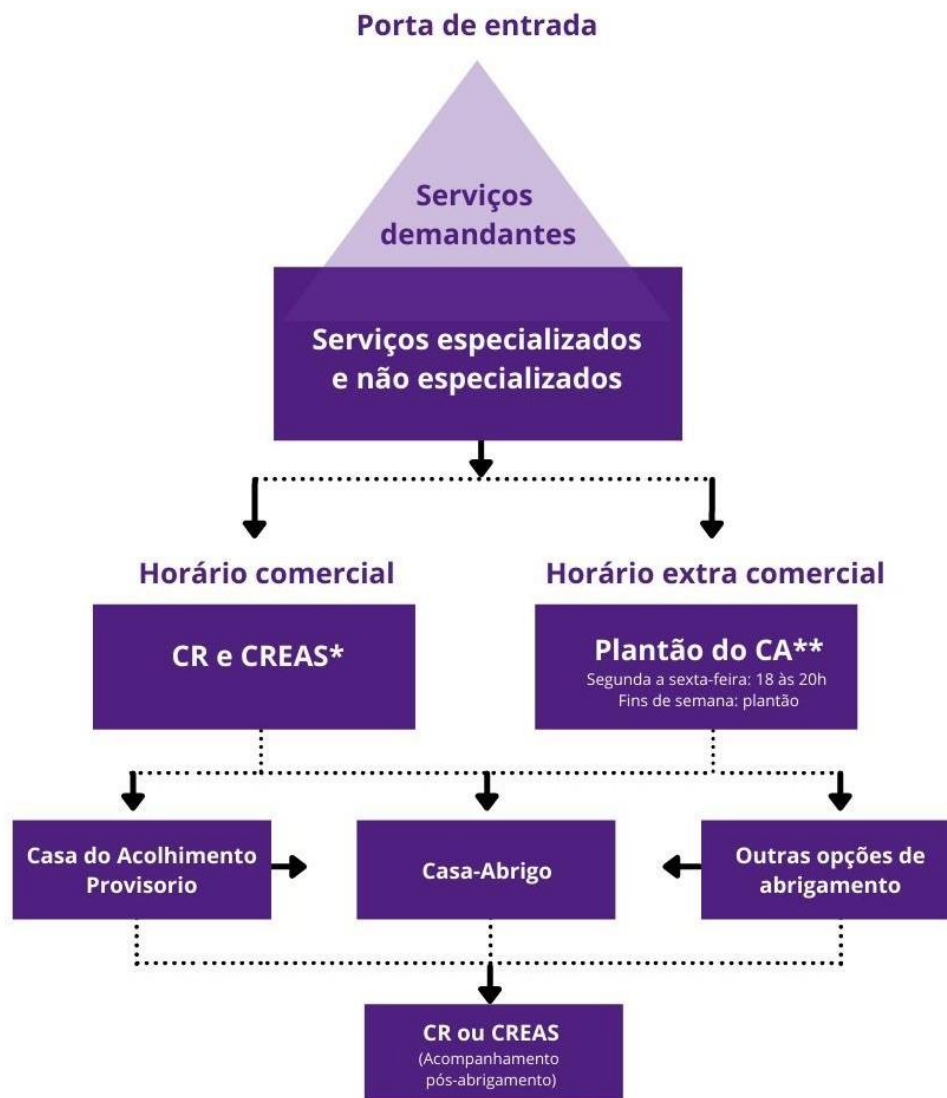 Porta de entrada
Serviços
demandantes
Serviços especializados
e não especializados
Horário comercial
Horário extra comercial
CR e CREAS*
Plantão do CA**
Segunda a sexta-feira: 18 às 20h
Fins de semana: plantão
Casa do Acolhimento
Provisorio
Casa-Abrigo
Outras opções de
abrigamento
CR ou CREAS
(Acompanhamento
pós-abrigamento)